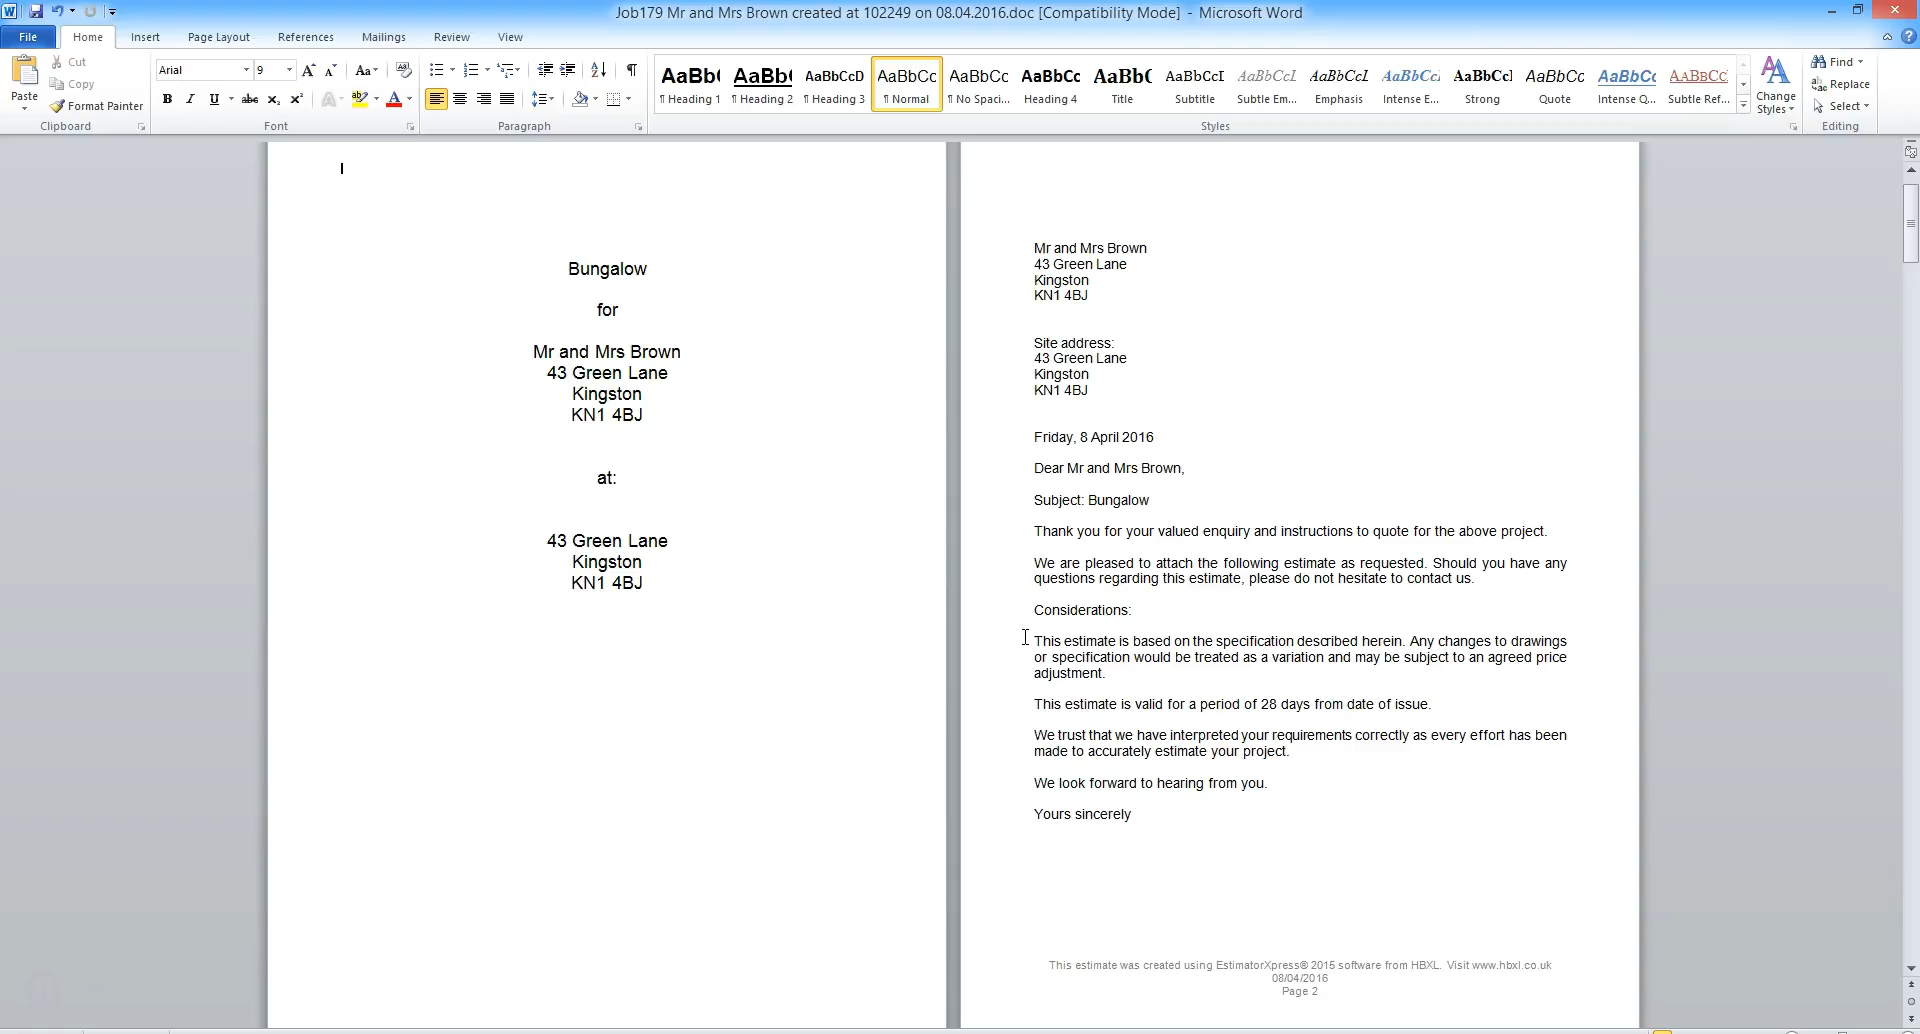 Job179 Mr and Mrs Brown created at 102249 on 08.04.2016.doc [Compatibility Mode] - Microsoft Word
File Home Insert Page Layout References Mailings Review View
Paste
Cut
Copy
Format Painter
Clipboard
Arial 9
Font
Paragraph
AaBb( AaBb( AaBbCcD AaBbCc AaBbCc AaBbCc AaBb( AaBbCcI AaBbCcL AaBbCcL AaBbCc. AaBbCcl AaBbCc AaBbCc AaBbCc
Heading 1 Heading 2 Heading 3 Normal No Spaci... Heading 4 Title Subtitle Subtle Em... Emphasis Intense E... Strong Quote Intense Q... Subtle Ref...
Styles
Change
Styles
Find
Replace
Select
Editing
Bungalow
for
Mr and Mrs Brown
43 Green Lane
Kingston
KN1 4BJ
at:
43 Green Lane
Kingston
KN1 4BJ
Mr and Mrs Brown
43 Green Lane
Kingston
KN1 4BJ
Site address:
43 Green Lane
Kingston
KN1 4BJ
Friday, 8 April 2016
Dear Mr and Mrs Brown,
Subject: Bungalow
Thank you for your valued enquiry and instructions to quote for the above project.
We are pleased to attach the following estimate as requested. Should you have any
questions regarding this estimate, please do not hesitate to contact us.
Considerations:
This estimate is based on the specification described herein. Any changes to drawings
or specification would be treated as a variation and may be subject to an agreed price
adjustment.
This estimate is valid for a period of 28 days from date of issue.
We trust that we have interpreted your requirements correctly as every effort has been
made to accurately estimate your project.
We look forward to hearing from you.
Yours sincerely
This estimate was created using EstimatorXpress® 2015 software from HBXL. Visit www.hbxl.co.uk
08/04/2016
Page 2